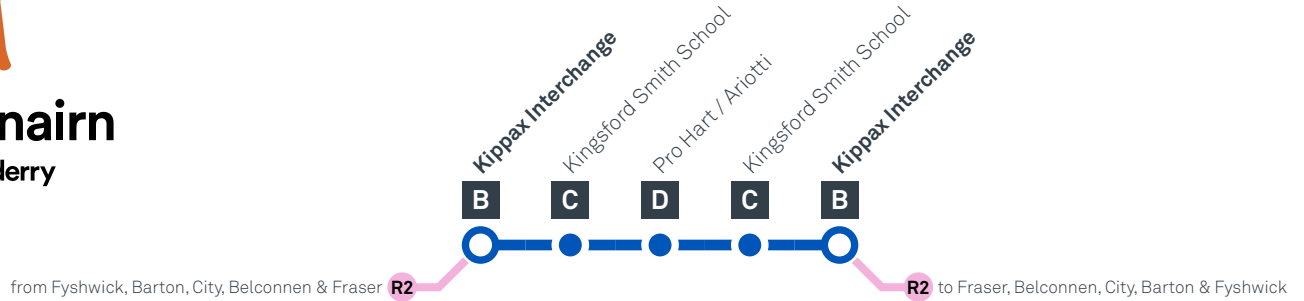 Kippax Interchange
Kingsford Smith School
Pro Hart / Ariotti
Kingsford Smith School
Kippax Interchange
nairn
derry
B C D C B
from Fyshwick, Barton, City, Belconnen & Fraser R2
R2 to Fraser, Belconnen, City, Barton & Fyshwick